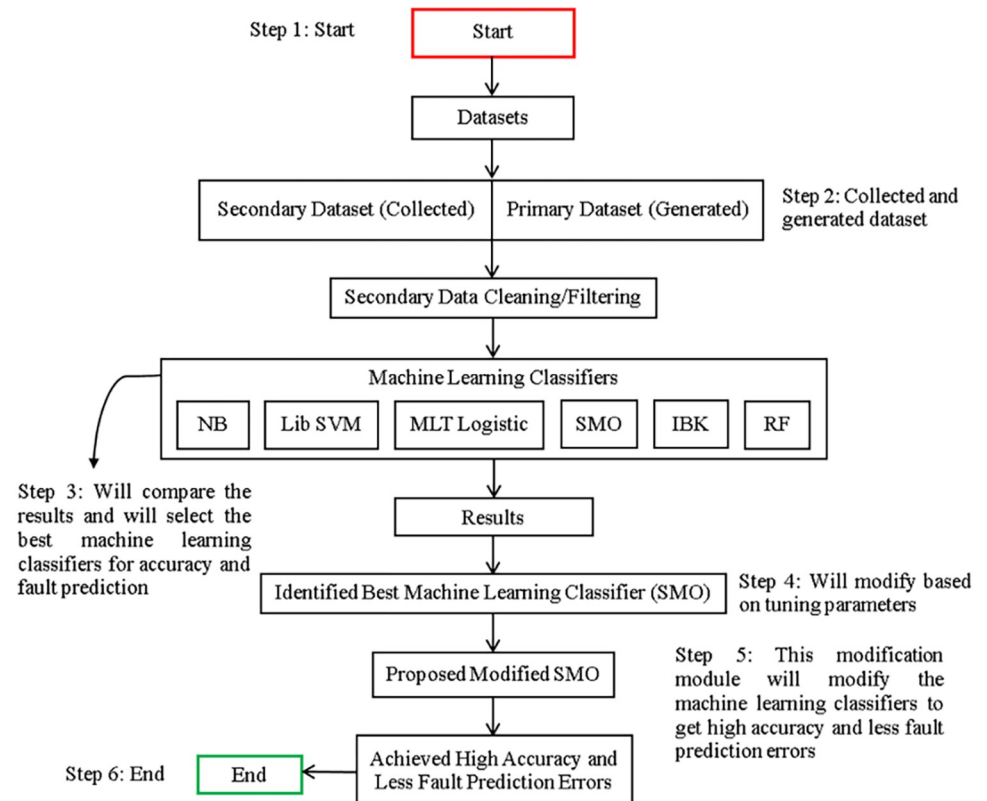 Step 1: Start
Start
Datasets
Secondary Dataset (Collected)
Primary Dataset (Generated)
Step 2: Collected and
generated dataset
Secondary Data Cleaning/Filtering
Machine Learning Classifiers
NB
Lib SVM
MLT Logistic
SMO
IBK
RF
Step 3: Will compare the
results and will select the
best machine learning
classifiers for accuracy and
fault prediction
Results
Identified Best Machine Learning Classifier (SMO)
Step 4: Will modify based
on tuning parameters
Proposed Modified SMO
Step 5: This modification
module will modify the
machine learning classifiers to
get high accuracy and less fault
prediction errors
Achieved High Accuracy and
Less Fault Prediction Errors
Step 6: End
End